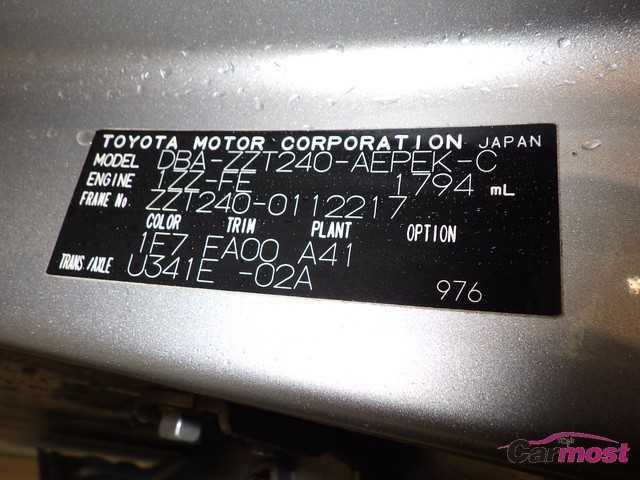 TOYOTA MOTOR CORPORATION JAPAN
MODEL DBA-ZZT240-AEPEK-C
ENGINE 1ZZ-FE 1794 mL
FRAME No. ZZT240-0112217
COLOR TRIM PLANT OPTION
1E7 FA00 A41
TRANS/AXLE U341E -02A
976
Carmost